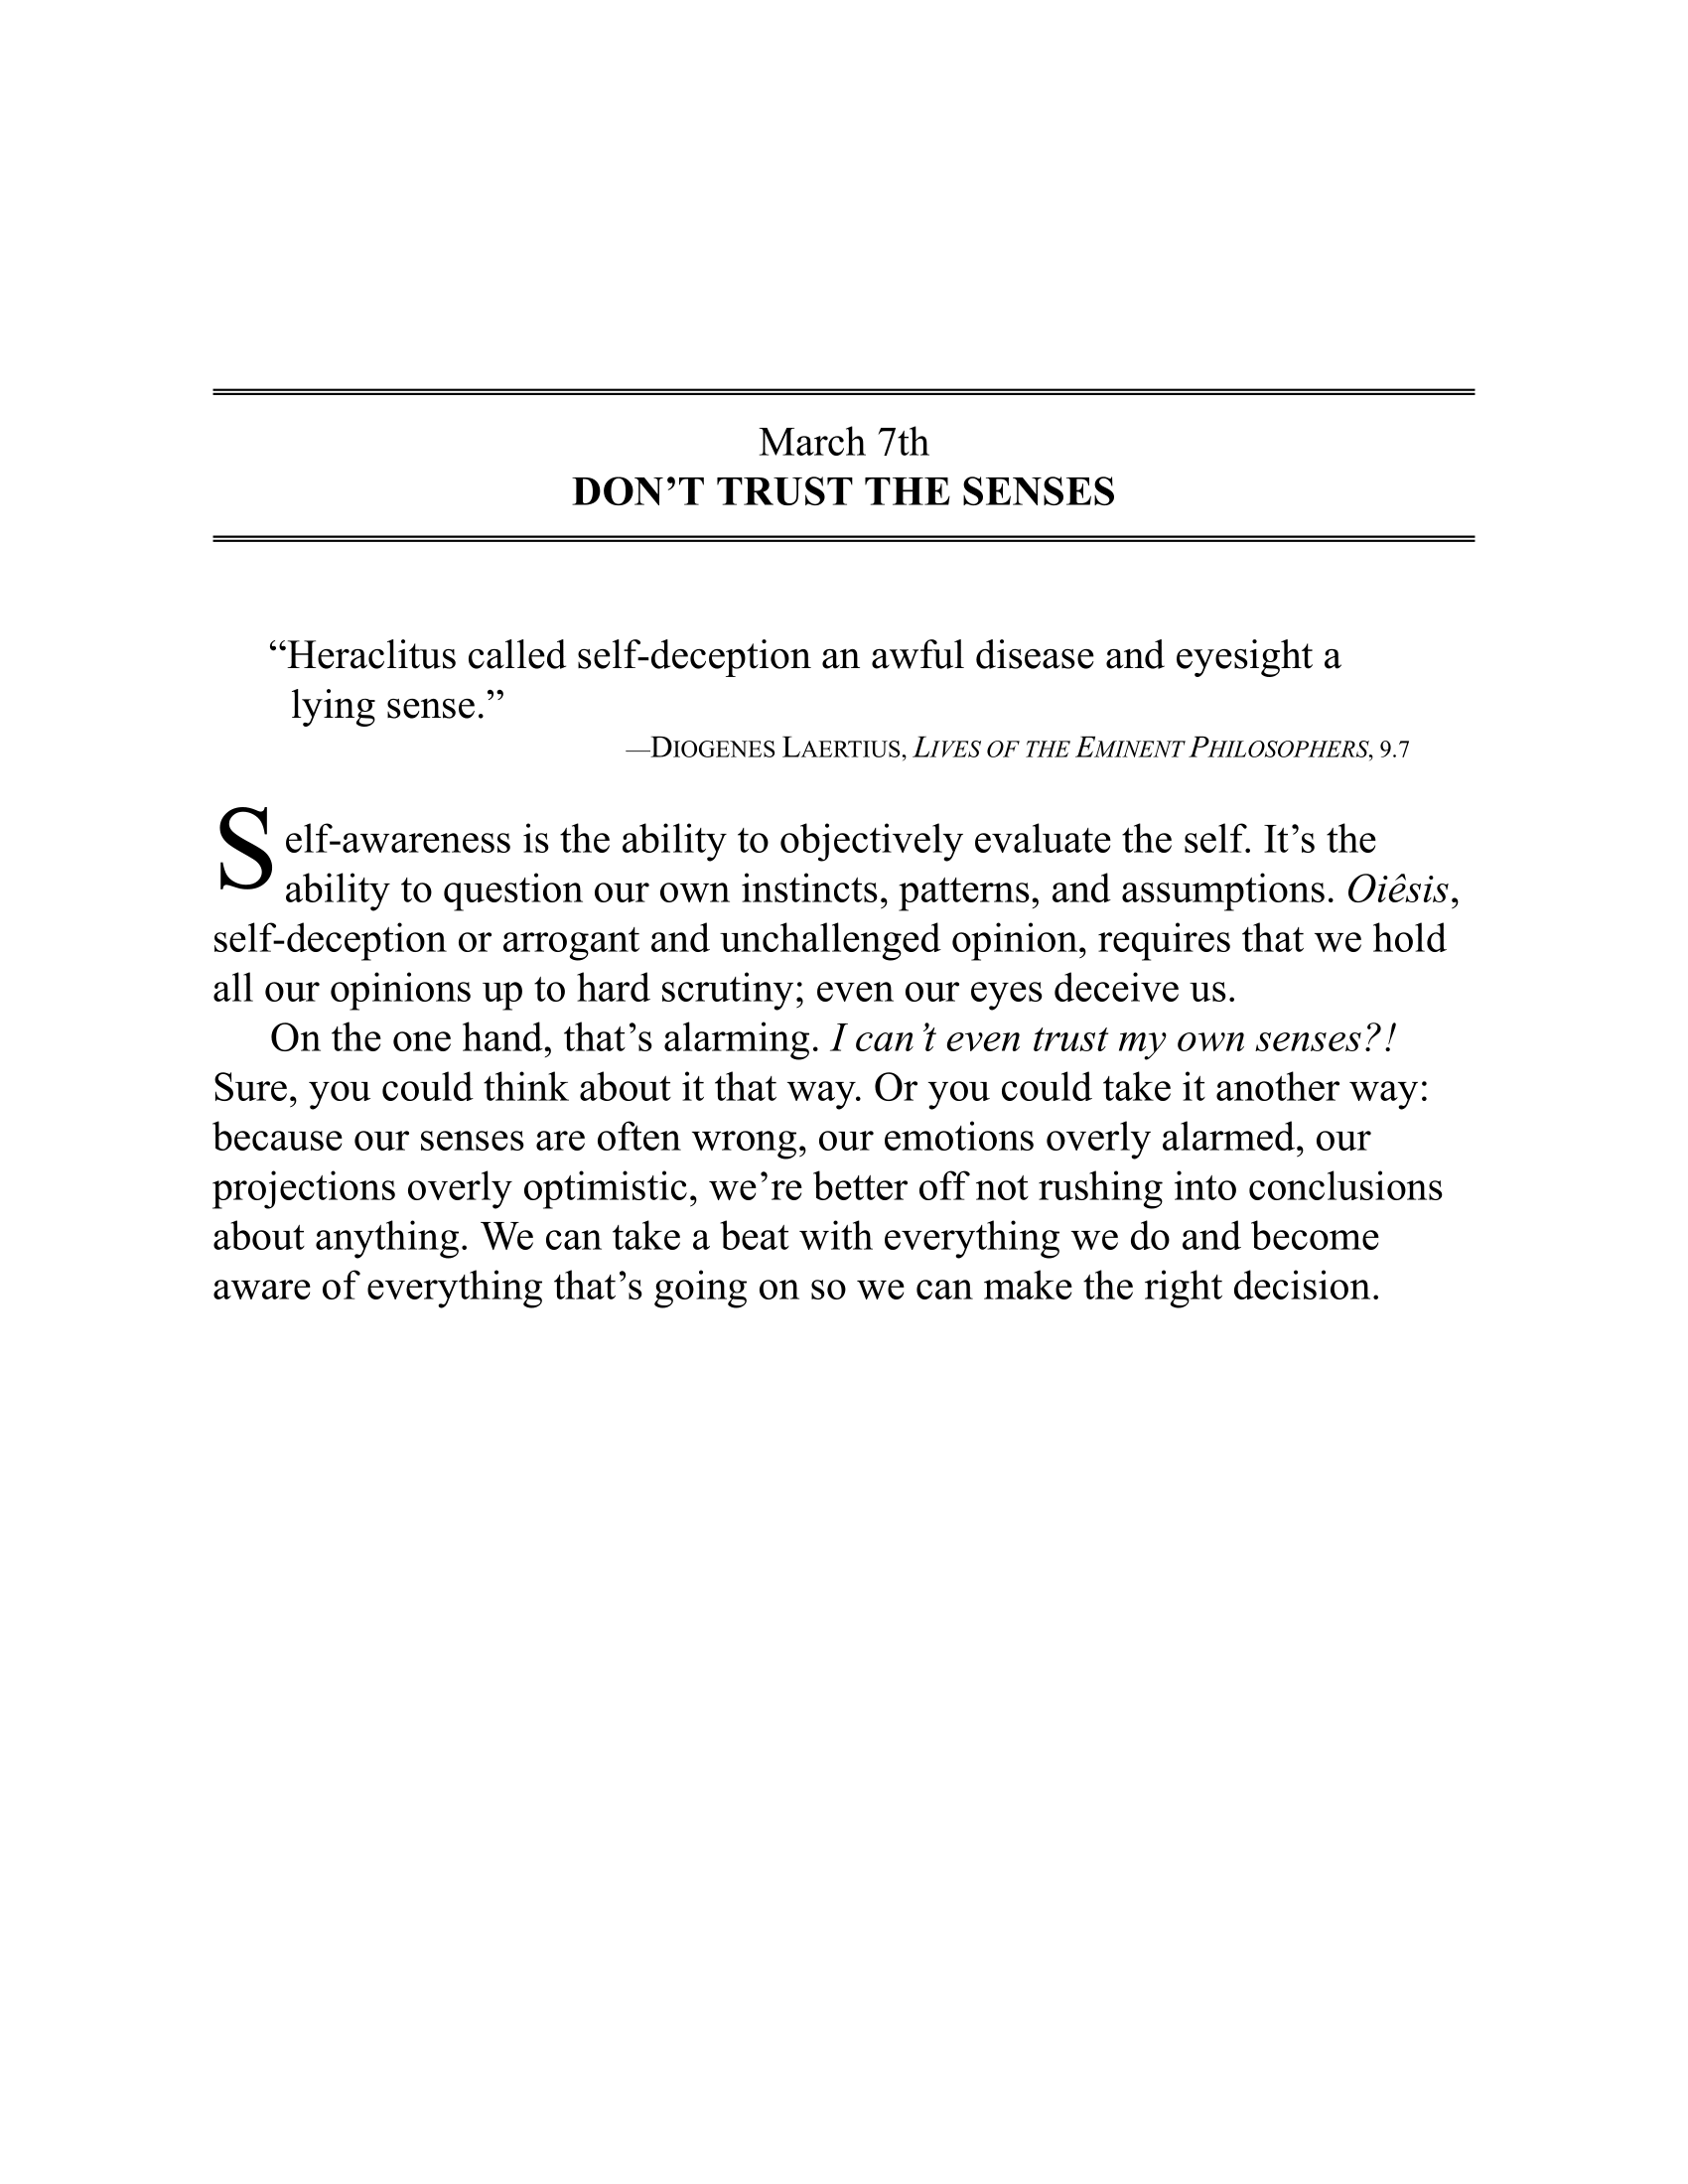 March 7th
DON’T TRUST THE SENSES
“Heraclitus called self-deception an awful disease and eyesight a
lying sense.”
—DIOGENES LAERTIUS, LIVES OF THE EMINENT PHILOSOPHERS, 9.7
Self-awareness is the ability to objectively evaluate the self. It’s the
ability to question our own instincts, patterns, and assumptions. Oiêsis,
self-deception or arrogant and unchallenged opinion, requires that we hold
all our opinions up to hard scrutiny; even our eyes deceive us.
On the one hand, that’s alarming. I can’t even trust my own senses?!
Sure, you could think about it that way. Or you could take it another way:
because our senses are often wrong, our emotions overly alarmed, our
projections overly optimistic, we’re better off not rushing into conclusions
about anything. We can take a beat with everything we do and become
aware of everything that’s going on so we can make the right decision.